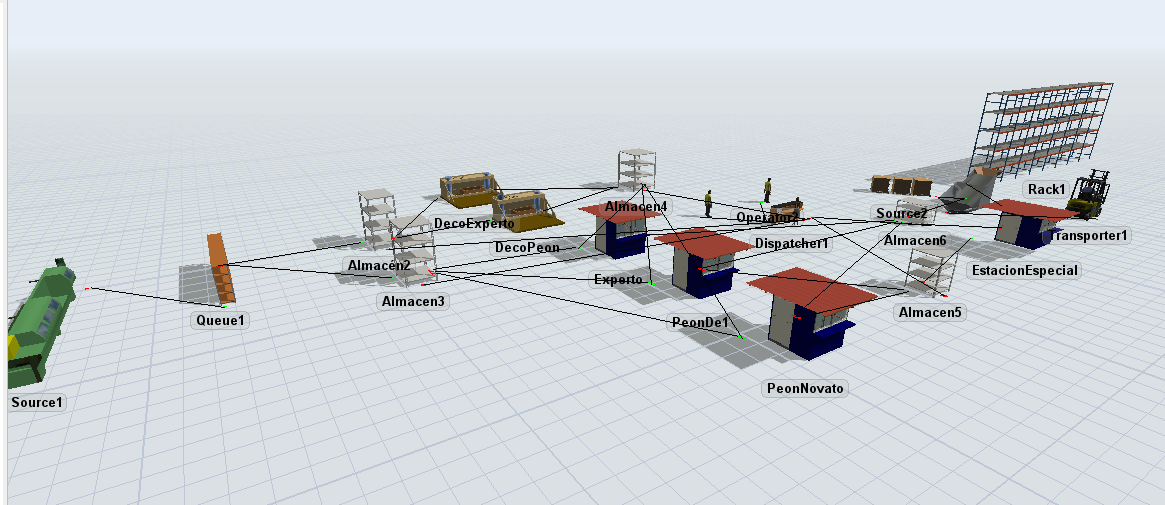 Rack1
Almacen4
Source2
Operator2
DecoExperto
Transporter1
Almacen6
Dispatcher1
DecoPeon
Almacen2
EstacionEspecial
Experto
Almacen3
Almacen5
Queue1
PeonDe1
PeonNovato
Source1